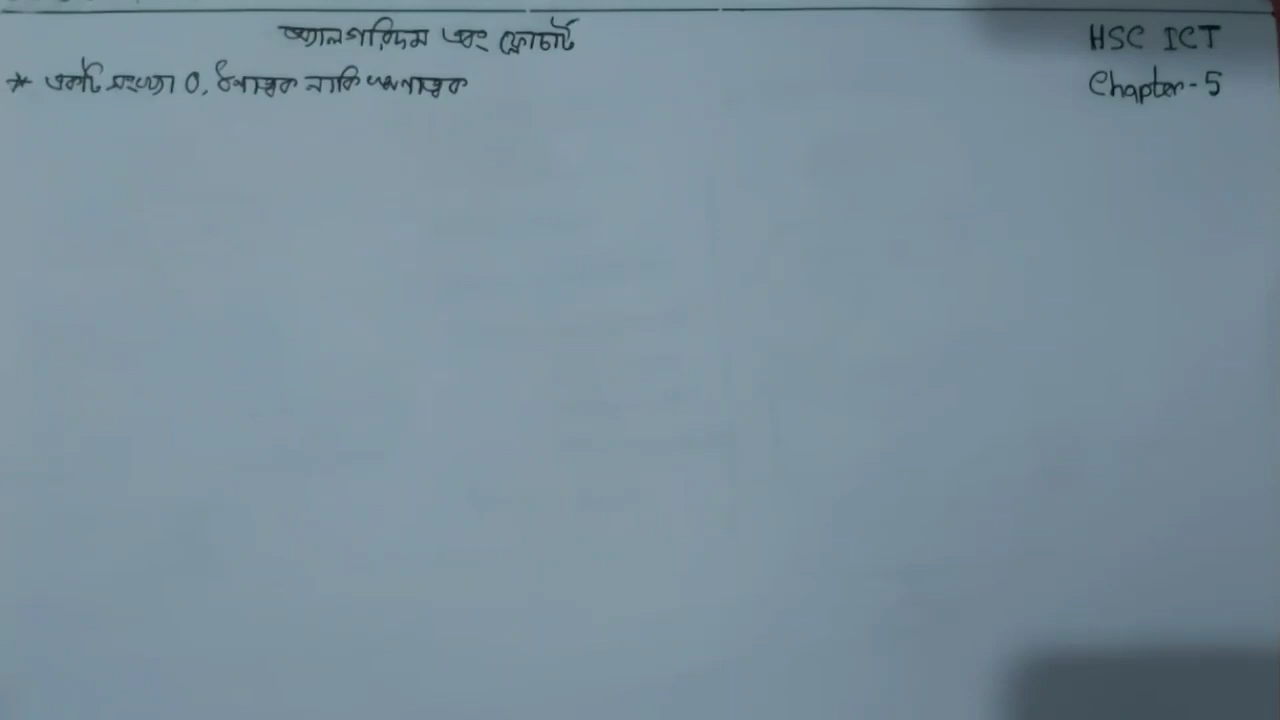 অ্যালগরিদম এবং ফ্লোচার্ট
HSC ICT
Chapter-5
* একটি সংখ্যা 0, ধনাত্মক নাকি ঋণাত্মক